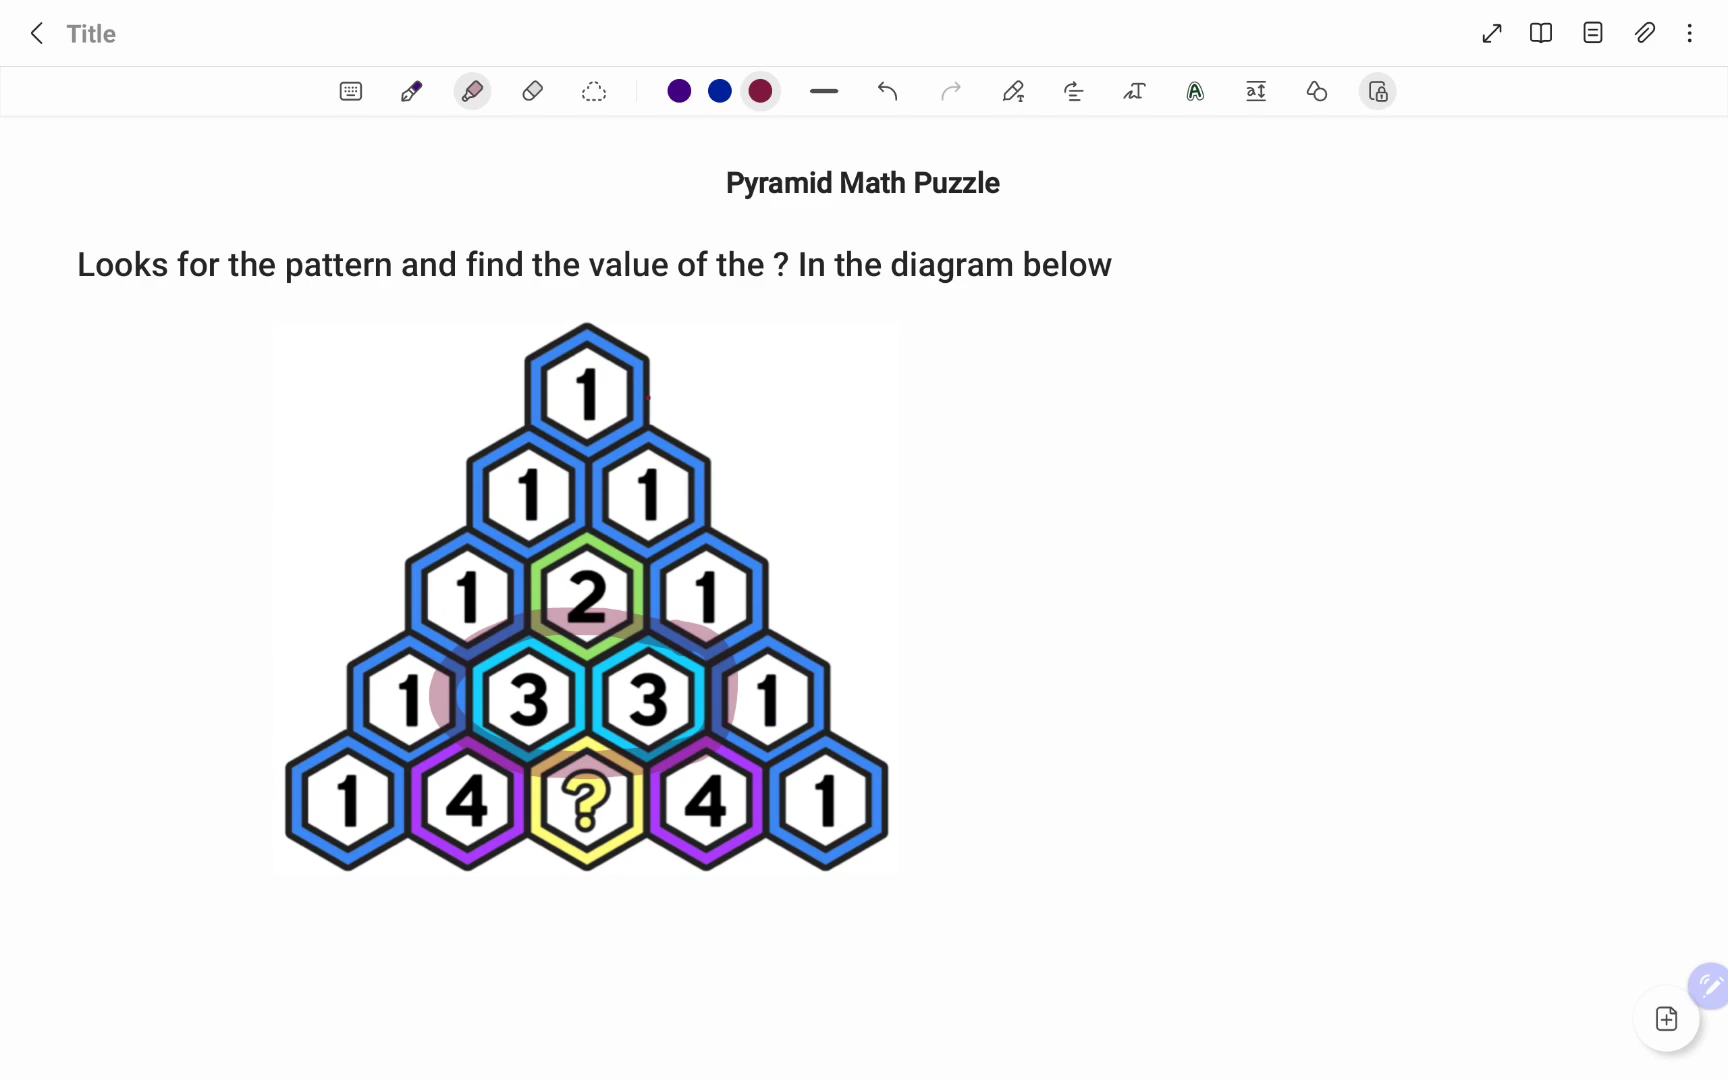 Title
Pyramid Math Puzzle
Looks for the pattern and find the value of the ? In the diagram below
1
1 1
1 2 1
1 3 3 1
1 4 ? 4 1